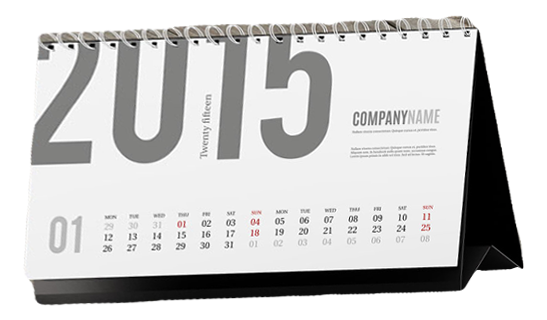 2015
Twenty fifteen
COMPANYNAME
01
MON TUE WED THU FRI SAT SUN MON TUE WED THU FRI SAT SUN
29 30 31 01 02 03 04 05 06 07 08 09 10 11
12 13 14 15 16 17 18 19 20 21 22 23 24 25
26 27 28 29 30 31 01 02 03 04 05 06 07 08